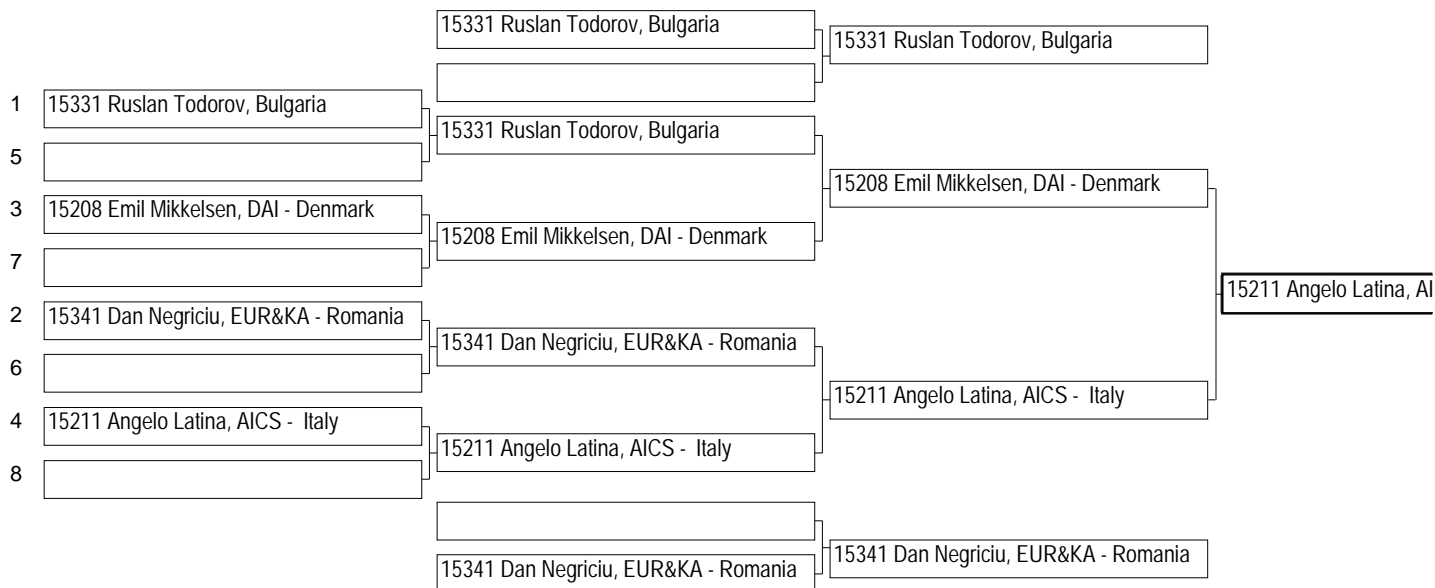 15331 Ruslan Todorov, Bulgaria
15331 Ruslan Todorov, Bulgaria
1 15331 Ruslan Todorov, Bulgaria
15331 Ruslan Todorov, Bulgaria
5
15208 Emil Mikkelsen, DAI - Denmark
3 15208 Emil Mikkelsen, DAI - Denmark
15208 Emil Mikkelsen, DAI - Denmark
7
15211 Angelo Latina, AI
2 15341 Dan Negriciu, EUR&KA - Romania
15341 Dan Negriciu, EUR&KA - Romania
6
15211 Angelo Latina, AICS - Italy
4 15211 Angelo Latina, AICS - Italy
15211 Angelo Latina, AICS - Italy
8
15341 Dan Negriciu, EUR&KA - Romania
15341 Dan Negriciu, EUR&KA - Romania